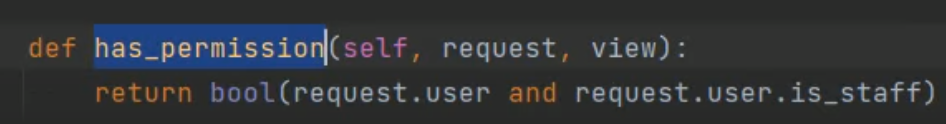 def has_permission(self, request, view):
    return bool(request.user and request.user.is_staff)